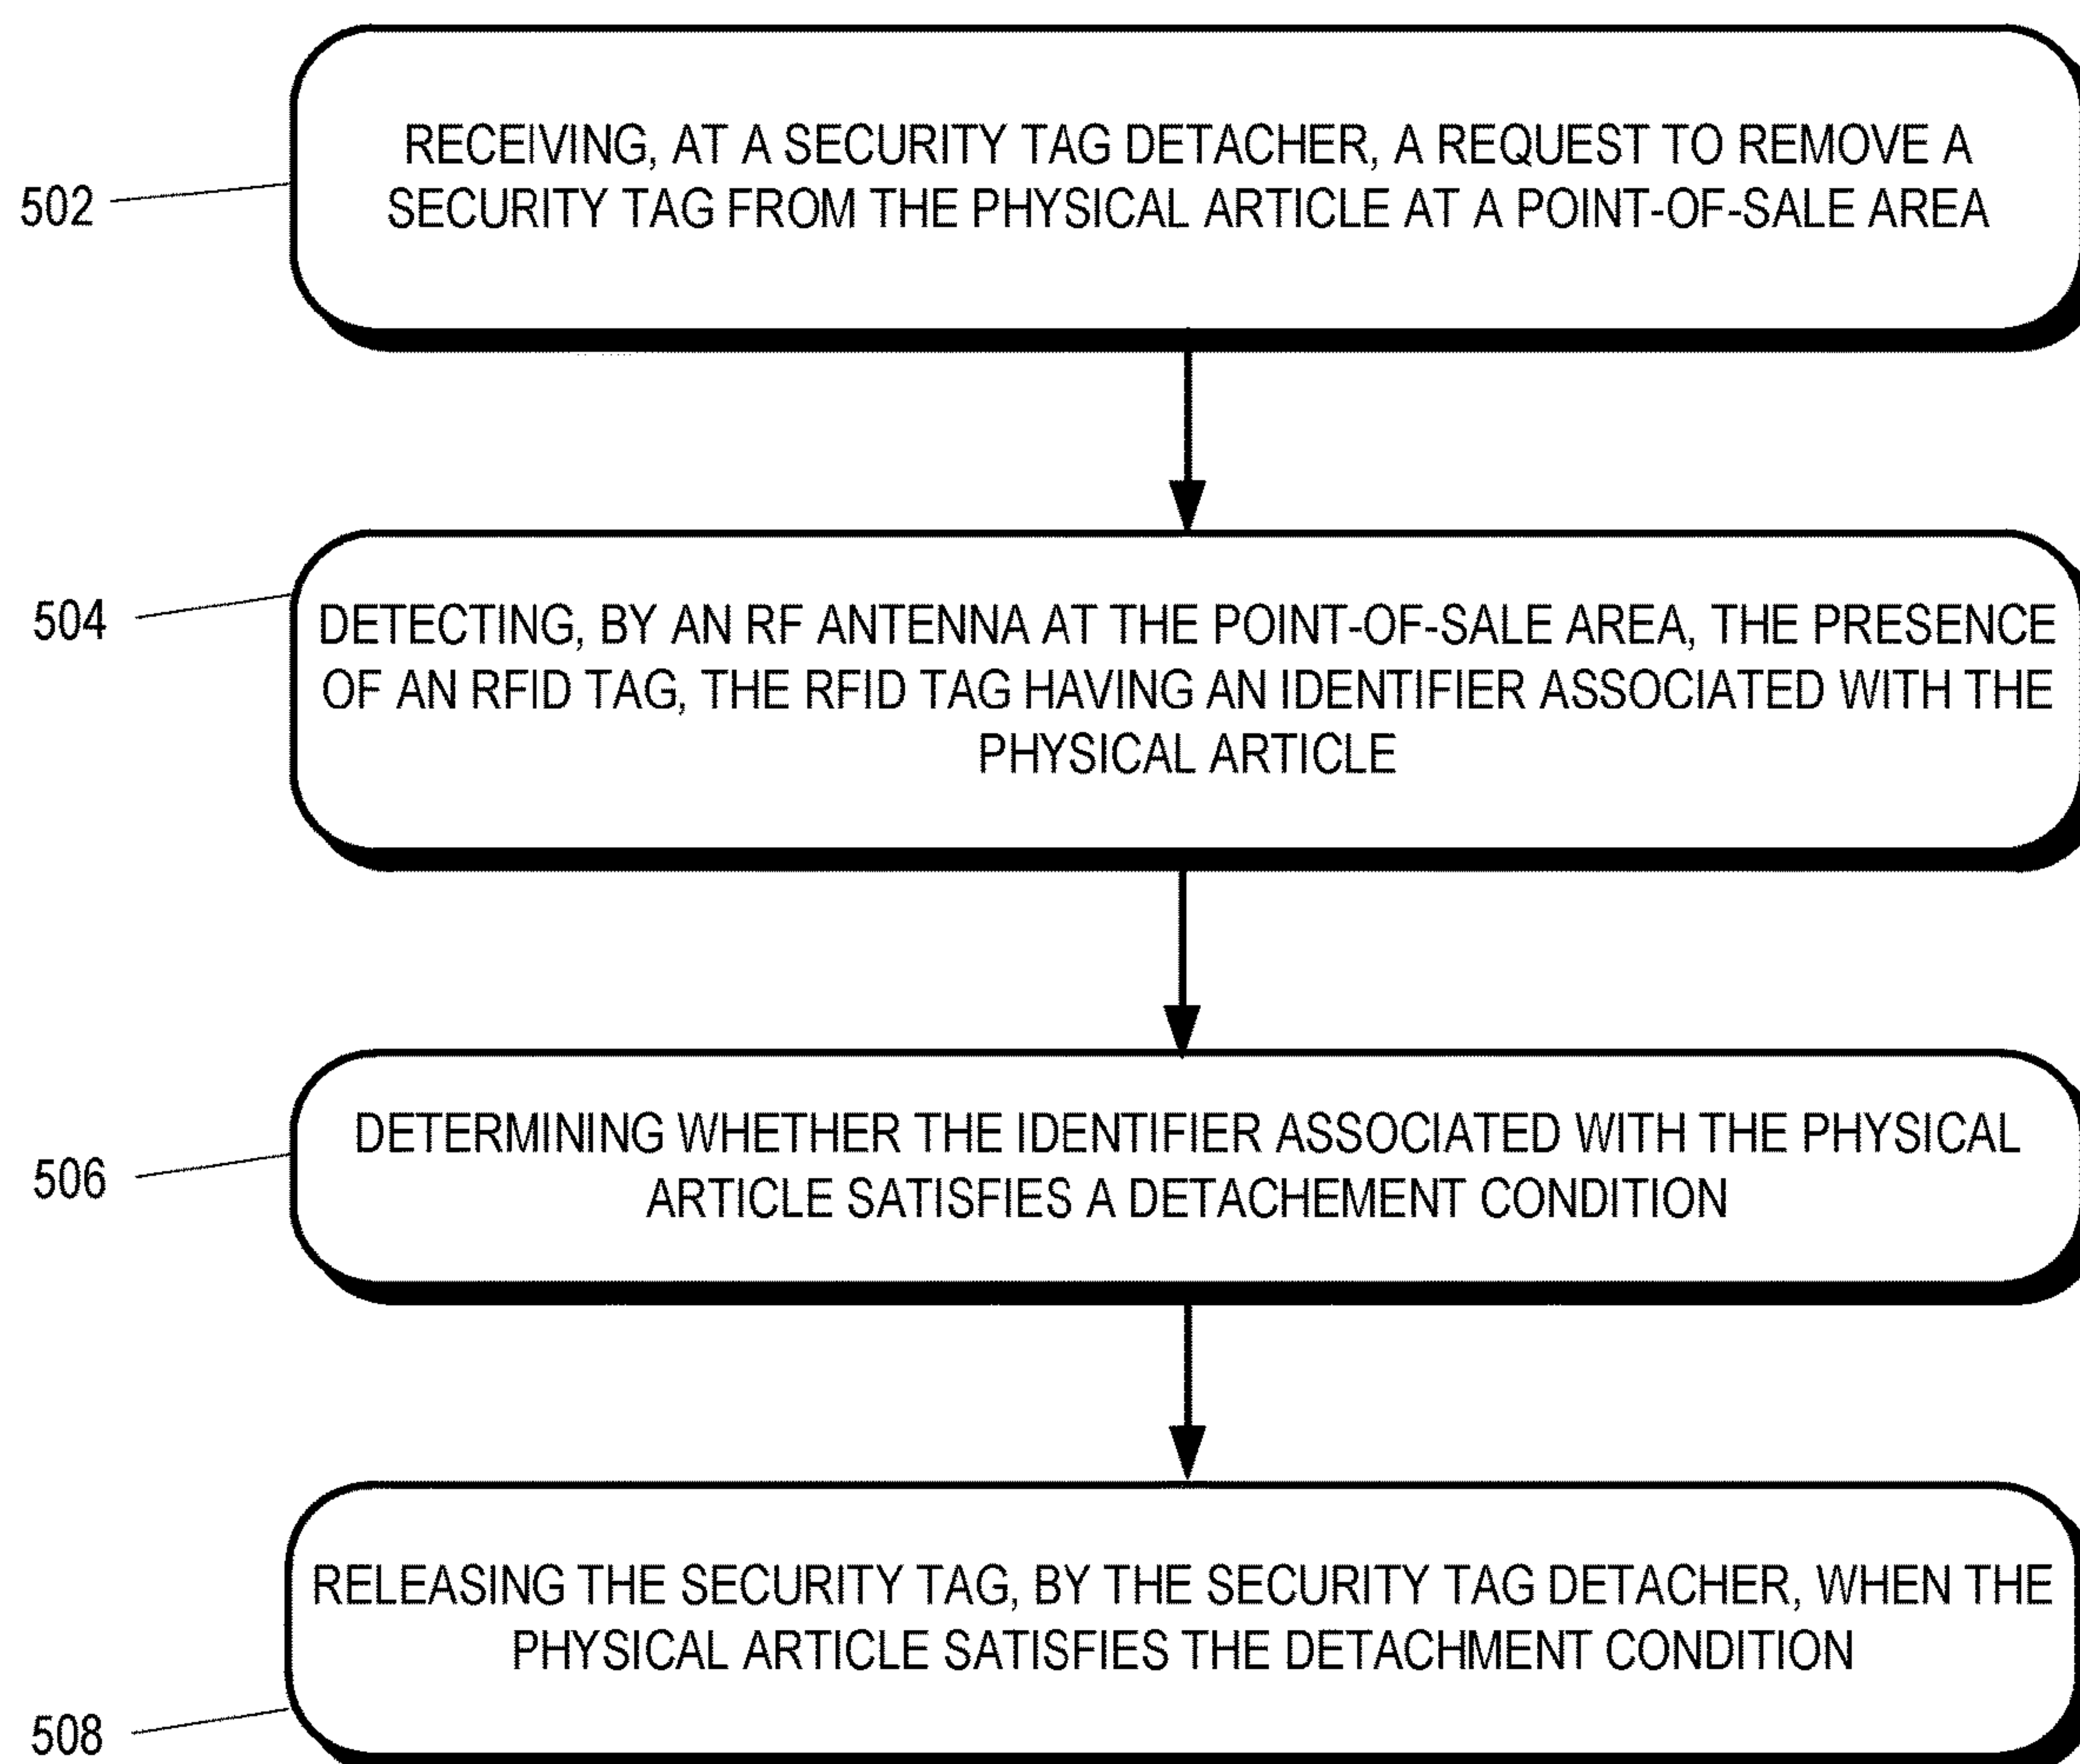 RECEIVING, AT A SECURITY TAG DETACHER, A REQUEST TO REMOVE A
SECURITY TAG FROM THE PHYSICAL ARTICLE AT A POINT-OF-SALE AREA
502
DETECTING, BY AN RF ANTENNA AT THE POINT-OF-SALE AREA, THE PRESENCE
OF AN RFID TAG, THE RFID TAG HAVING AN IDENTIFIER ASSOCIATED WITH THE
PHYSICAL ARTICLE
504
DETERMINING WHETHER THE IDENTIFIER ASSOCIATED WITH THE PHYSICAL
ARTICLE SATISFIES A DETACHEMENT CONDITION
506
RELEASING THE SECURITY TAG, BY THE SECURITY TAG DETACHER, WHEN THE
PHYSICAL ARTICLE SATISFIES THE DETACHMENT CONDITION
508